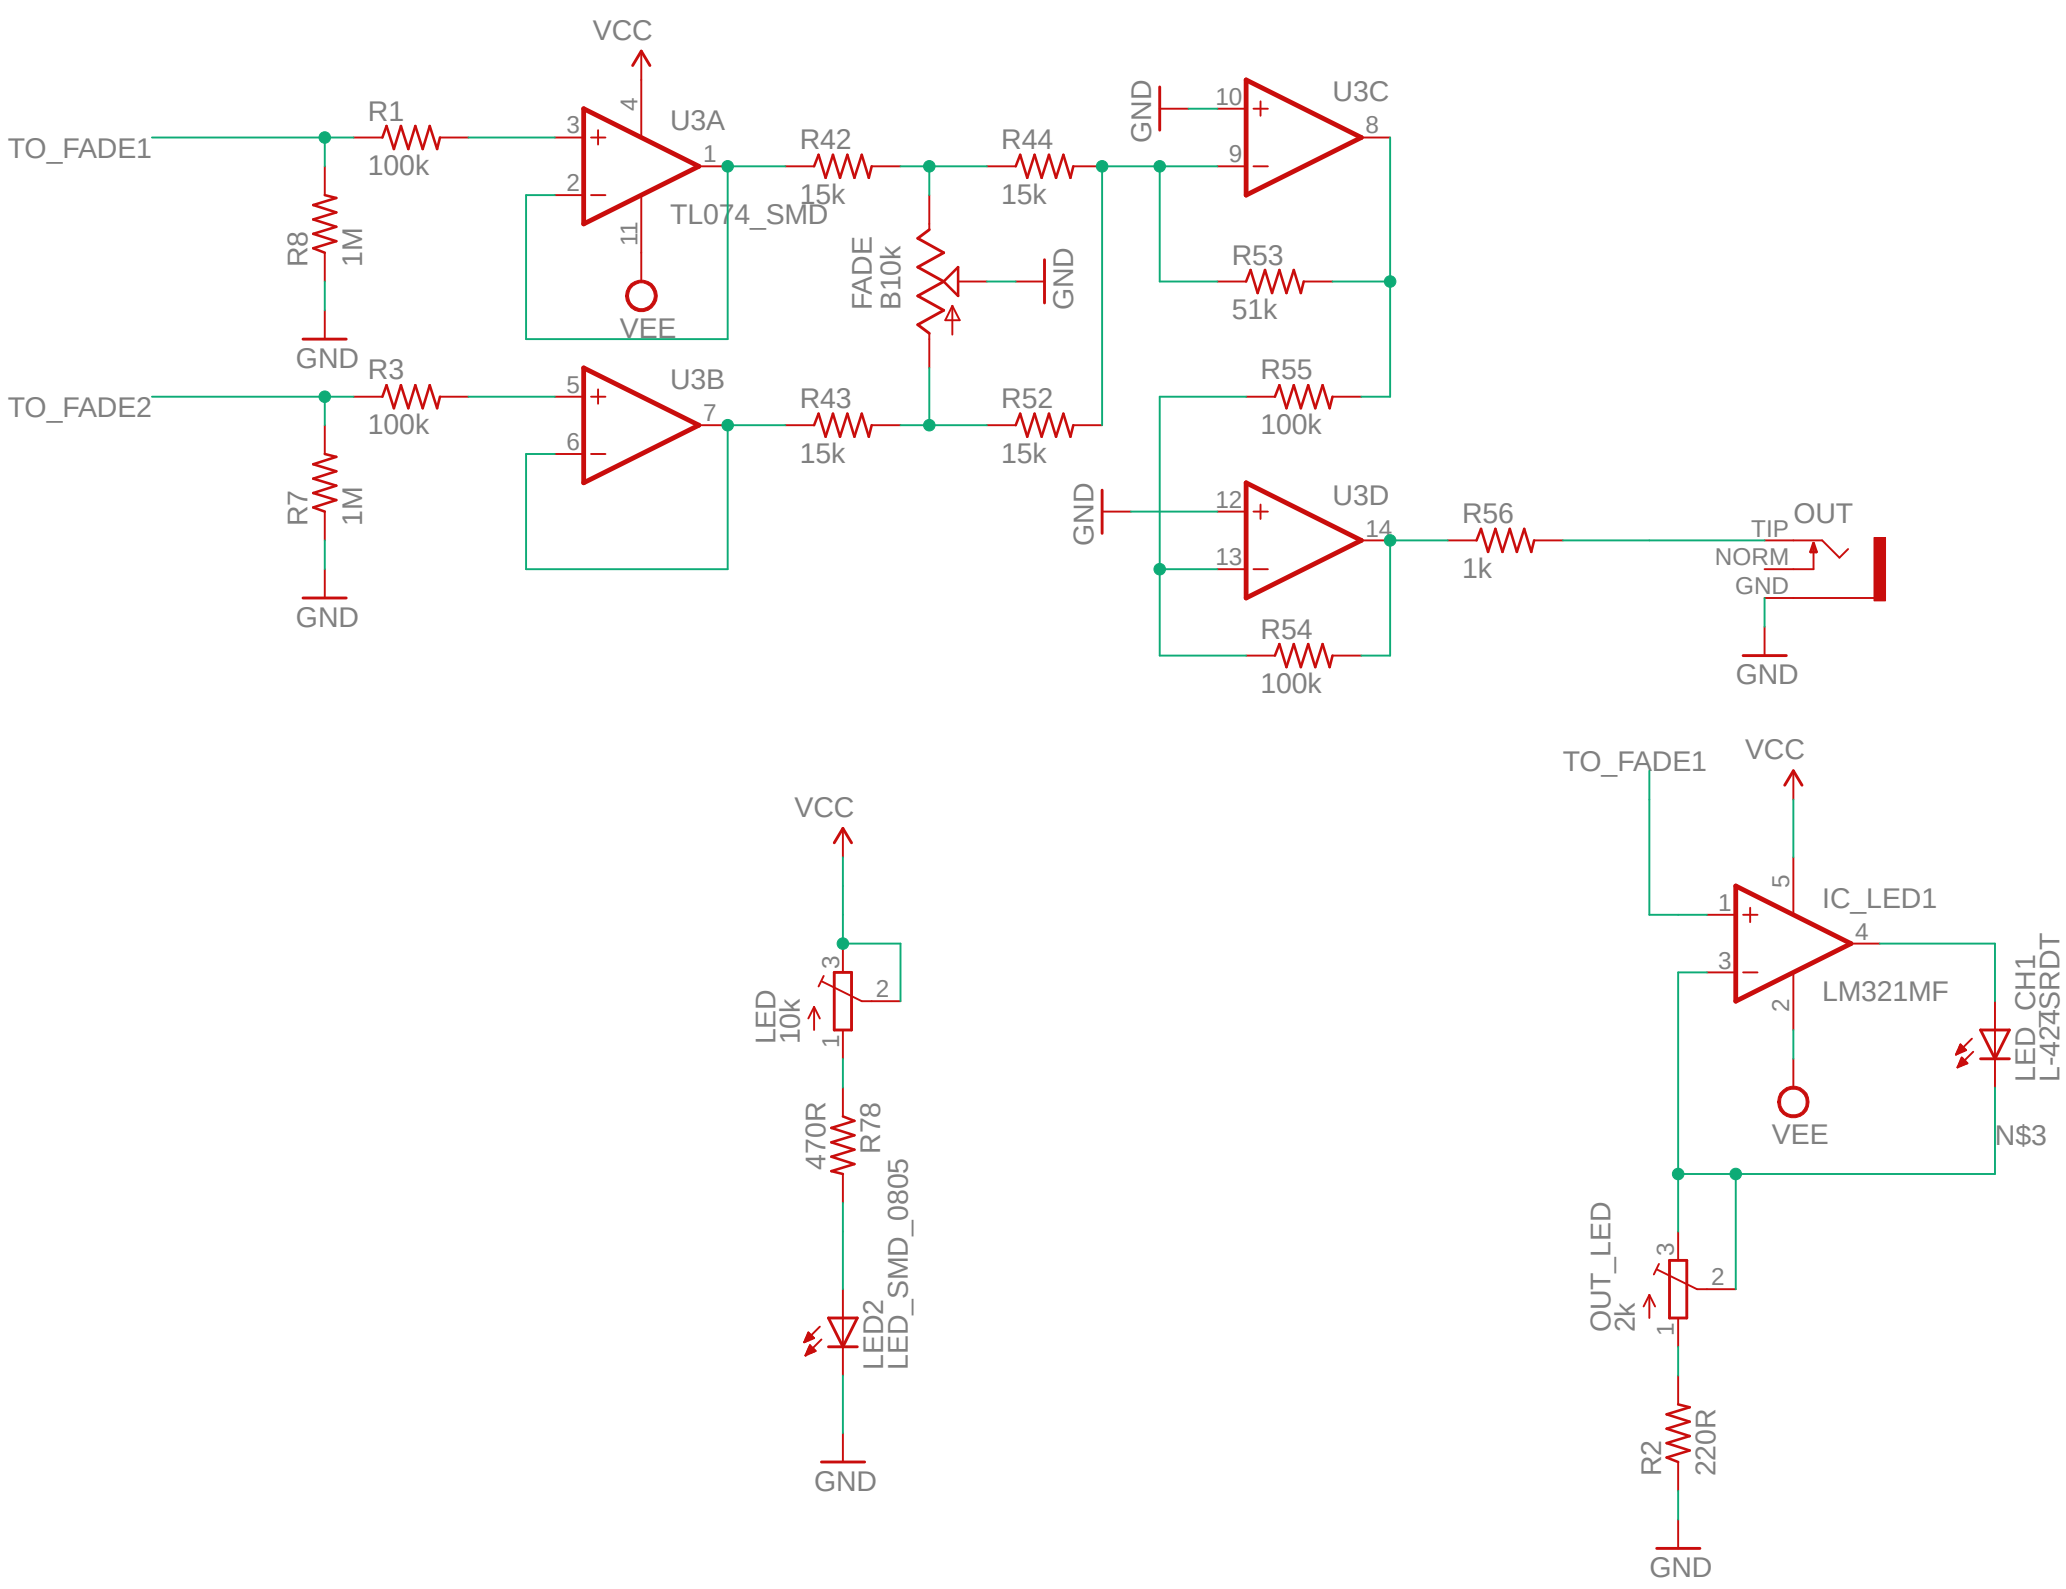 VCC
TO_FADE1
R1
100k
3
2
4
11
1
U3A
TL074_SMD
VEE
R8
1M
GND
R42
15k
R44
15k
FADE
B10k
GND
GND
10
9
8
U3C
R53
51k
R55
100k
TO_FADE2
R3
100k
5
6
7
U3B
R7
1M
GND
R43
15k
R52
15k
GND
12
13
14
U3D
R54
100k
R56
1k
TIP
NORM
GND
OUT
GND
VCC
3
2
1
LED
10k
470R
R78
LED2
LED_SMD_0805
GND
TO_FADE1
VCC
5
1
3
4
2
IC_LED1
LM321MF
VEE
LED_CH1
L-424SRDT
N$3
OUT_LED
2k
3
2
1
R2
220R
GND